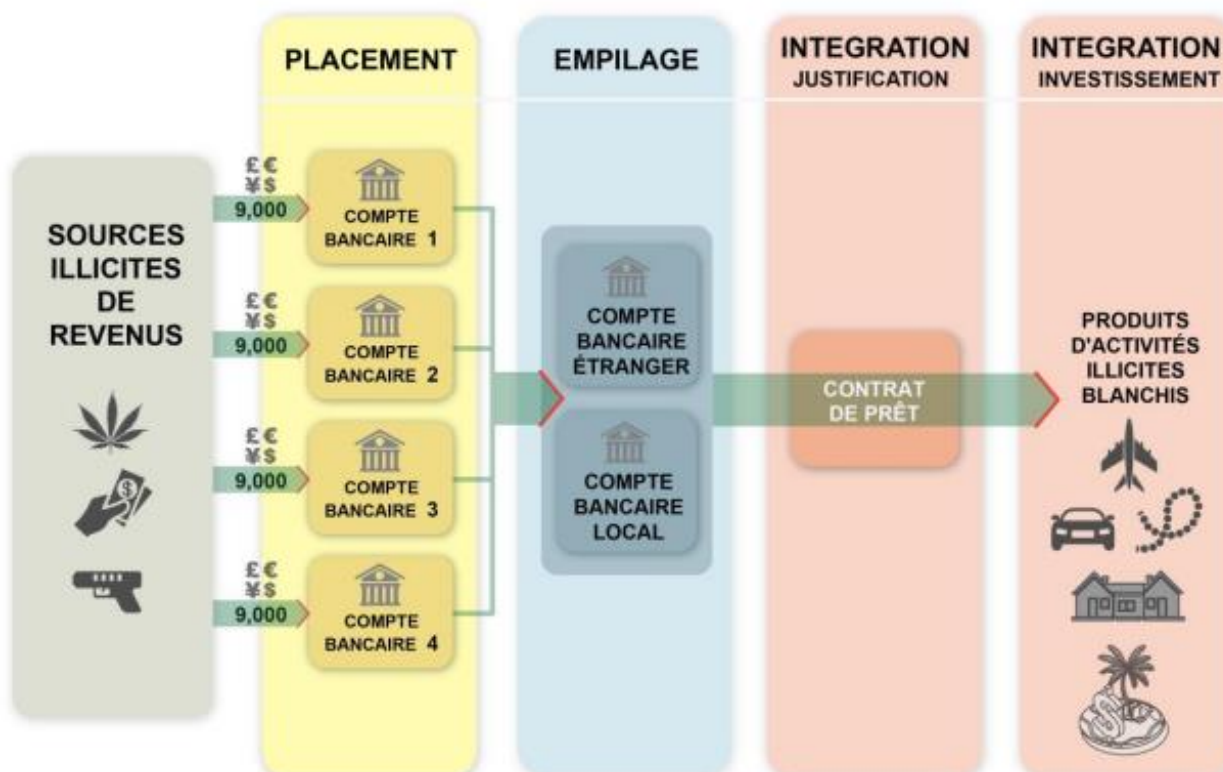 PLACEMENT
EMPILAGE
INTEGRATION
JUSTIFICATION
INTEGRATION
INVESTISSEMENT
SOURCES
ILLICITES
DE
REVENUS
£ €
¥ $
9,000
COMPTE
BANCAIRE 1
£ €
¥ $
9,000
COMPTE
BANCAIRE 2
£ €
¥ $
9,000
COMPTE
BANCAIRE 3
£ €
¥ $
9,000
COMPTE
BANCAIRE 4
COMPTE
BANCAIRE
ÉTRANGER
COMPTE
BANCAIRE
LOCAL
CONTRAT
DE PRÊT
PRODUITS
D'ACTIVITÉS
ILLICITES
BLANCHIS